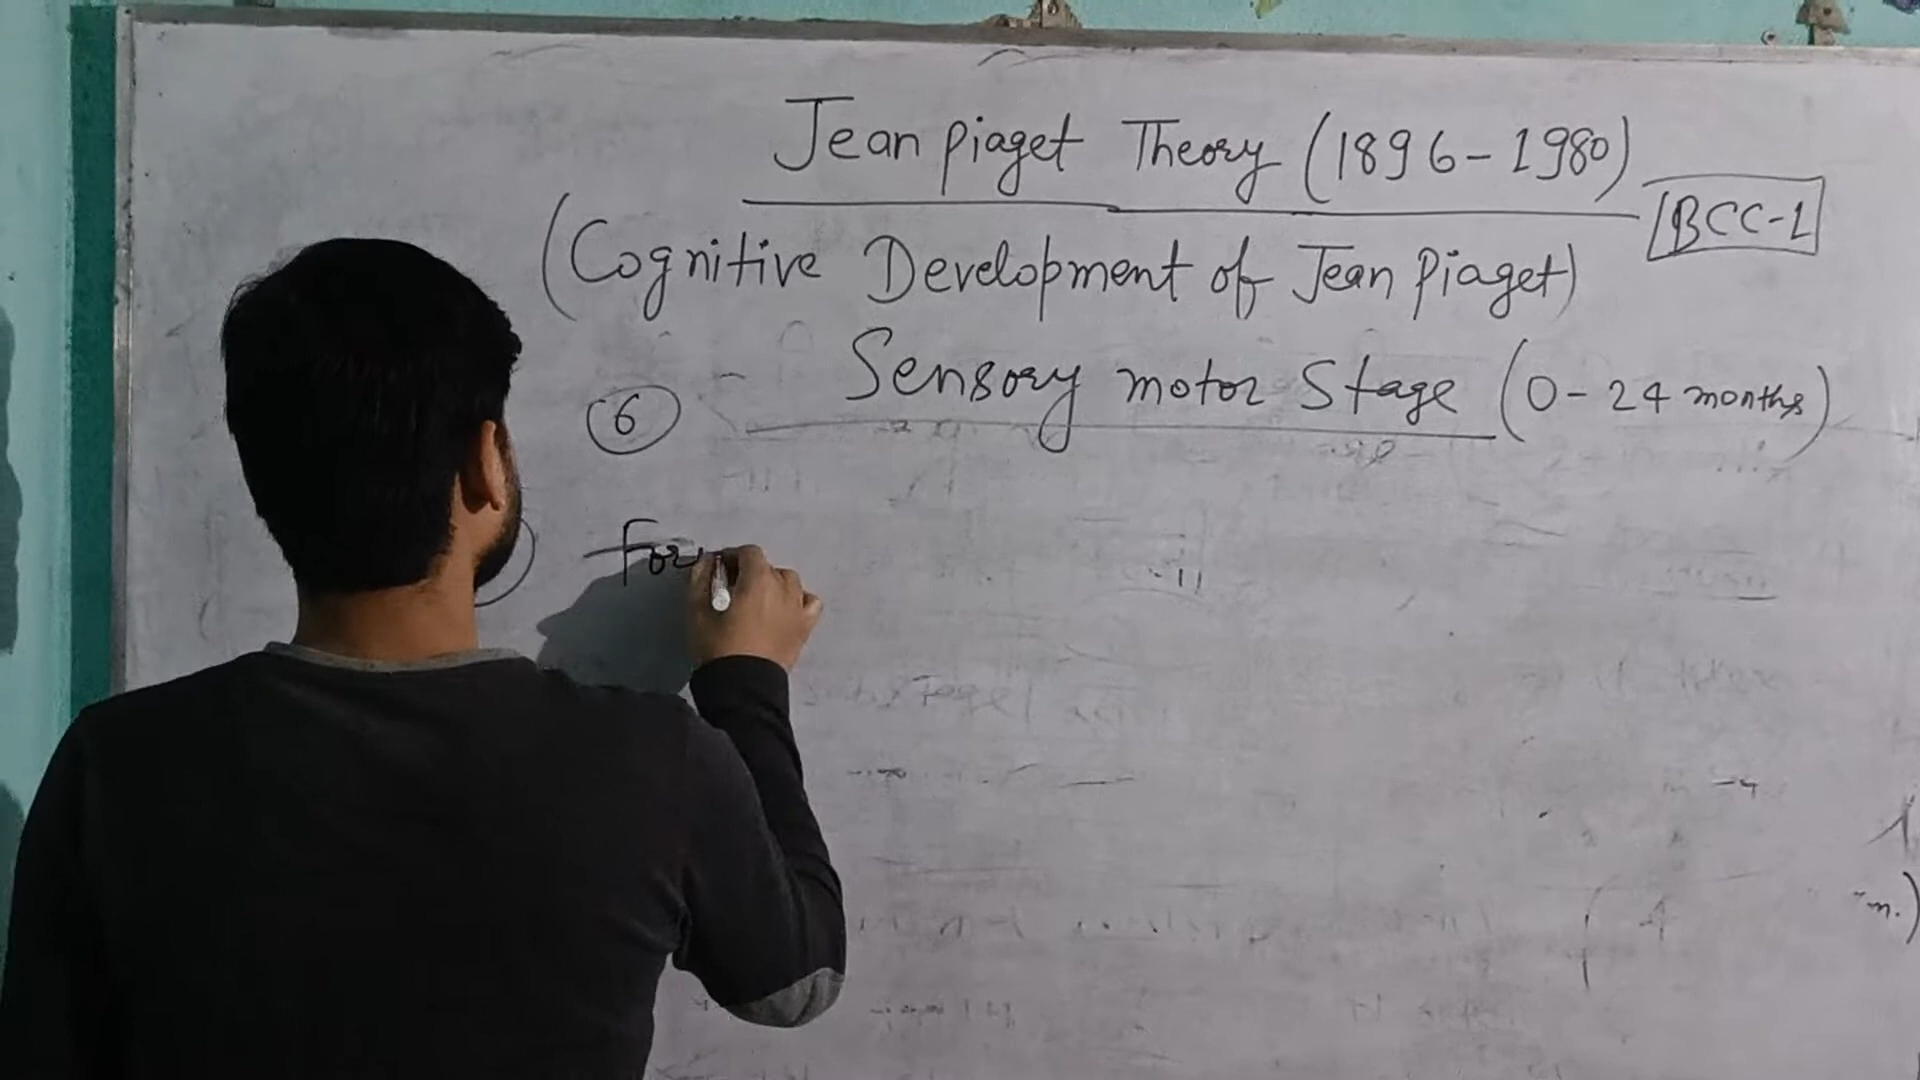 Jean piaget Theory (1896-1980)
BCC-1
(Cognitive Development of Jean Piaget)
6 Sensory motor Stage (0-24 months)
For